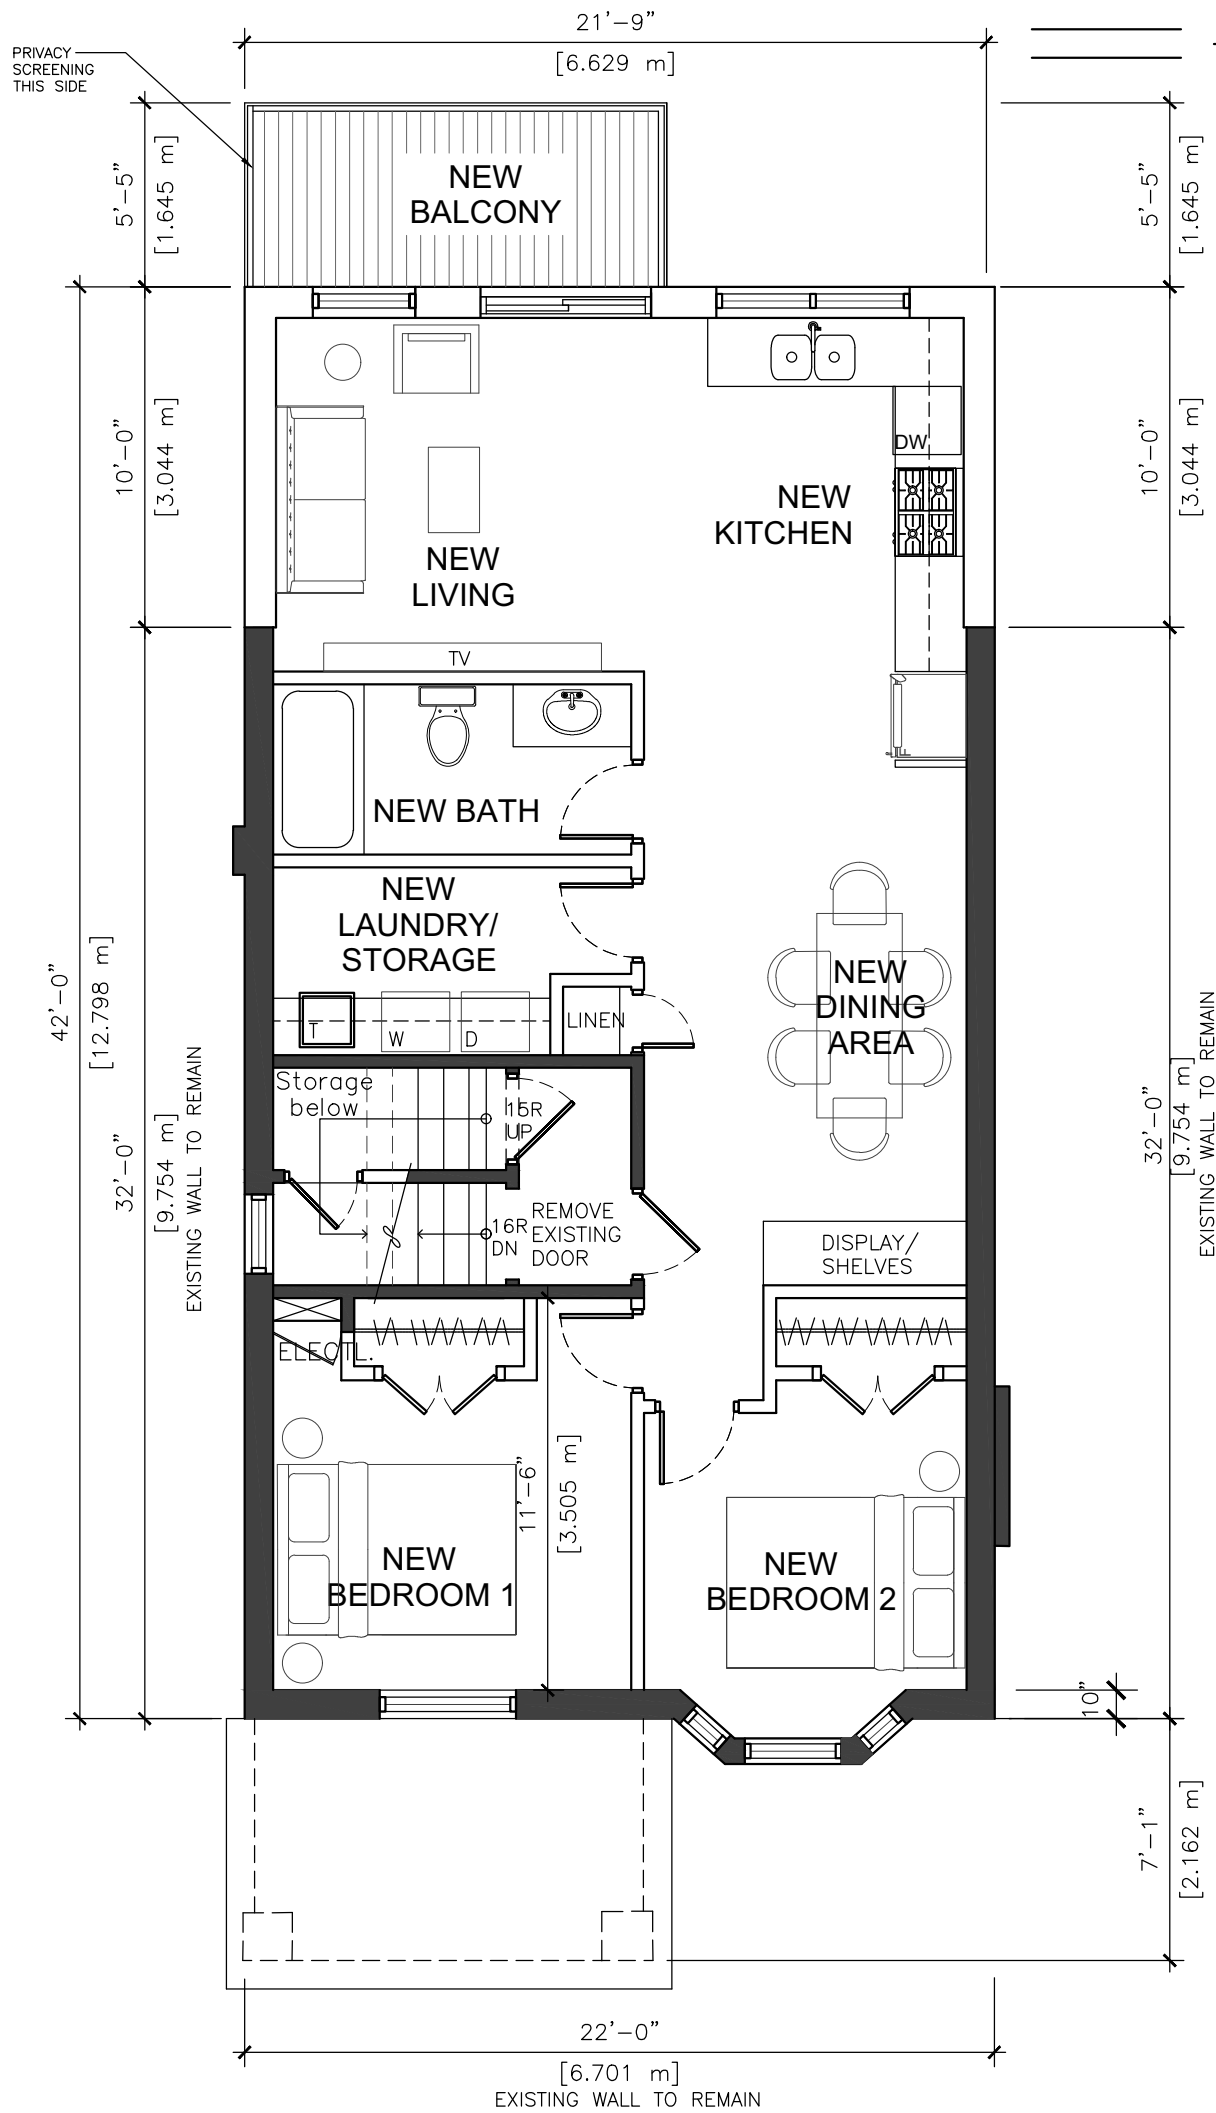 21'-9"
[6.629 m]
PRIVACY
SCREENING
THIS SIDE
5'-5"
[1.645 m]
NEW
BALCONY
5'-5"
[1.645 m]
10'-0"
[3.044 m]
DW
NEW
KITCHEN
NEW
LIVING
10'-0"
[3.044 m]
TV
NEW BATH
NEW
LAUNDRY/
STORAGE
T
W
D
LINEN
NEW
DINING
AREA
42'-0"
[12.798 m]
32'-0"
[9.754 m]
EXISTING WALL TO REMAIN
32'-0"
[9.754 m]
EXISTING WALL TO REMAIN
Storage
below
15R
UP
16R
DN
REMOVE
EXISTING
DOOR
DISPLAY/
SHELVES
ELECTL.
11'-6"
[3.505 m]
NEW
BEDROOM 1
NEW
BEDROOM 2
10"
7'-1"
[2.162 m]
22'-0"
[6.701 m]
EXISTING WALL TO REMAIN